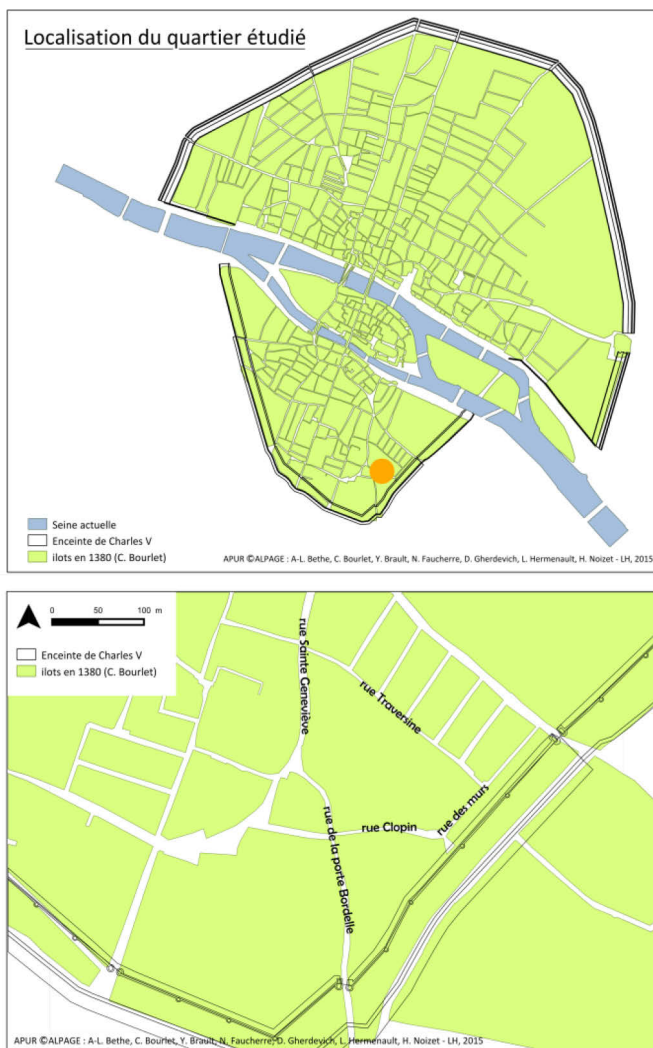 Localisation du quartier étudié
Seine actuelle
Enceinte de Charles V
ilots en 1380 (C. Bourlet)
APUR ©ALPAGE : A-L. Bethe, C. Bourlet, Y. Brault, N. Faucherre, D. Gherdevich, L. Hermenault, H. Noizet - LH, 2015
0 50 100 m
Enceinte de Charles V
ilots en 1380 (C. Bourlet)
rue Sainte Geneviève
rue Traversine
rue des murs
rue Clopin
rue de la porte Bordelle
APUR ©ALPAGE : A-L. Bethe, C. Bourlet, Y. Brault, N. Faucherre, D. Gherdevich, L. Hermenault, H. Noizet - LH, 2015